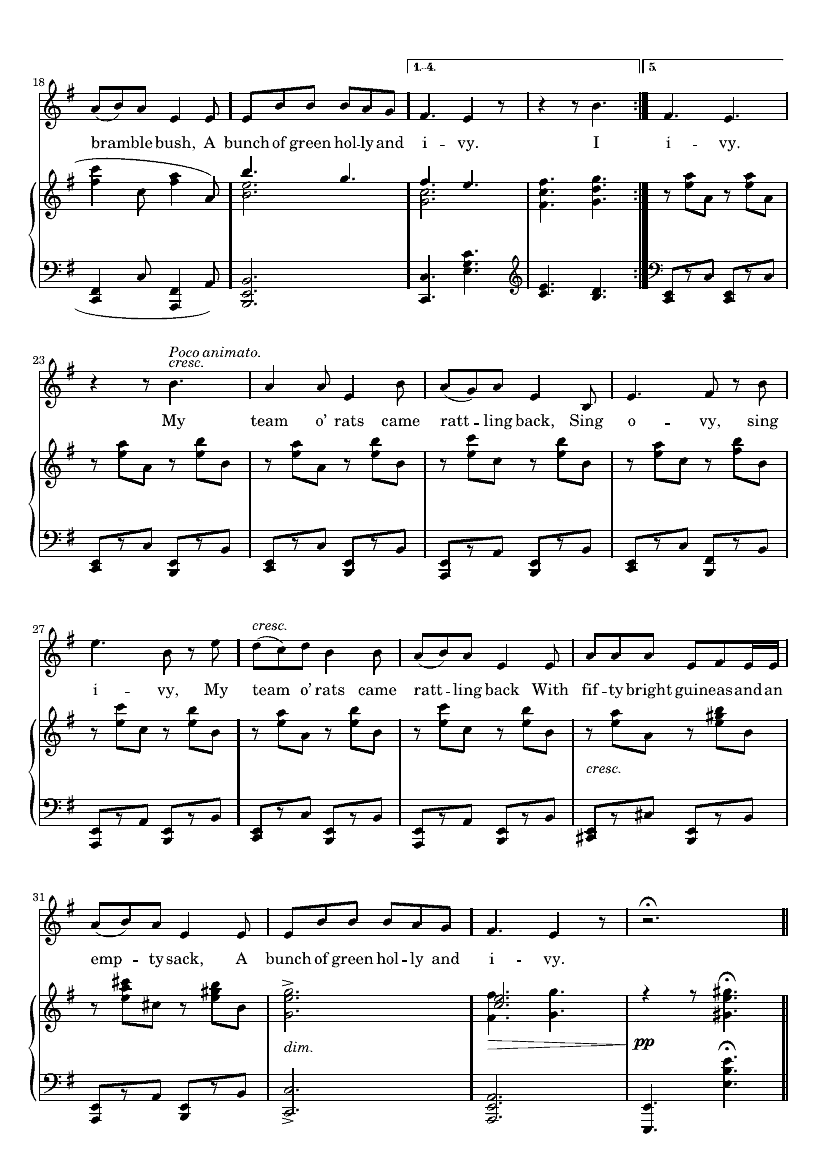 1.-4.
5.
18
bramble bush, A bunch of green hol -- ly and i -- vy. I i -- vy.
23
Poco animato.
cresc.
My team o’ rats came ratt -- ling back, Sing o -- vy, sing
27
cresc.
i -- vy, My team o’ rats came ratt -- ling back With fif -- ty bright guineas and an
cresc.
31
emp -- ty sack, A bunch of green hol -- ly and i -- vy.
dim.
pp